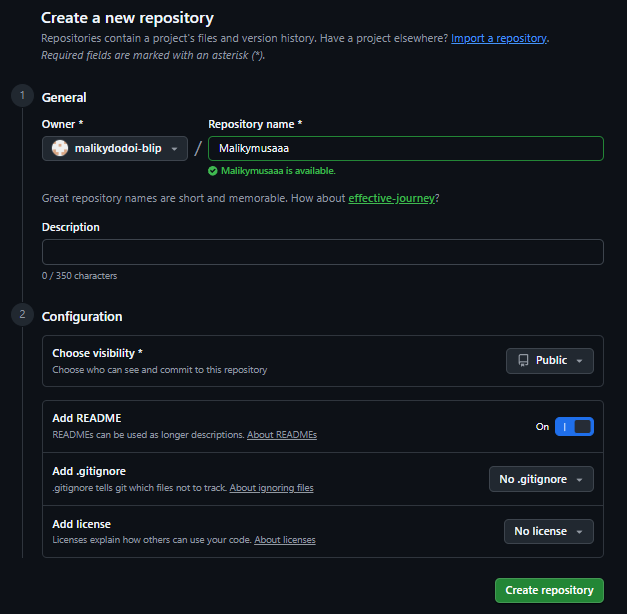 Create a new repository
Repositories contain a project's files and version history. Have a project elsewhere? Import a repository.
Required fields are marked with an asterisk (*).
1
General
Owner *
Repository name *
malikydodoi-blip
/
Malikymusaaa
Malikymusaaa is available.
Great repository names are short and memorable. How about effective-journey?
Description
0 / 350 characters
2
Configuration
Choose visibility *
Choose who can see and commit to this repository
Public
Add README
READMEs can be used as longer descriptions. About READMEs
On
Add .gitignore
.gitignore tells git which files not to track. About ignoring files
No .gitignore
Add license
Licenses explain how others can use your code. About licenses
No license
Create repository